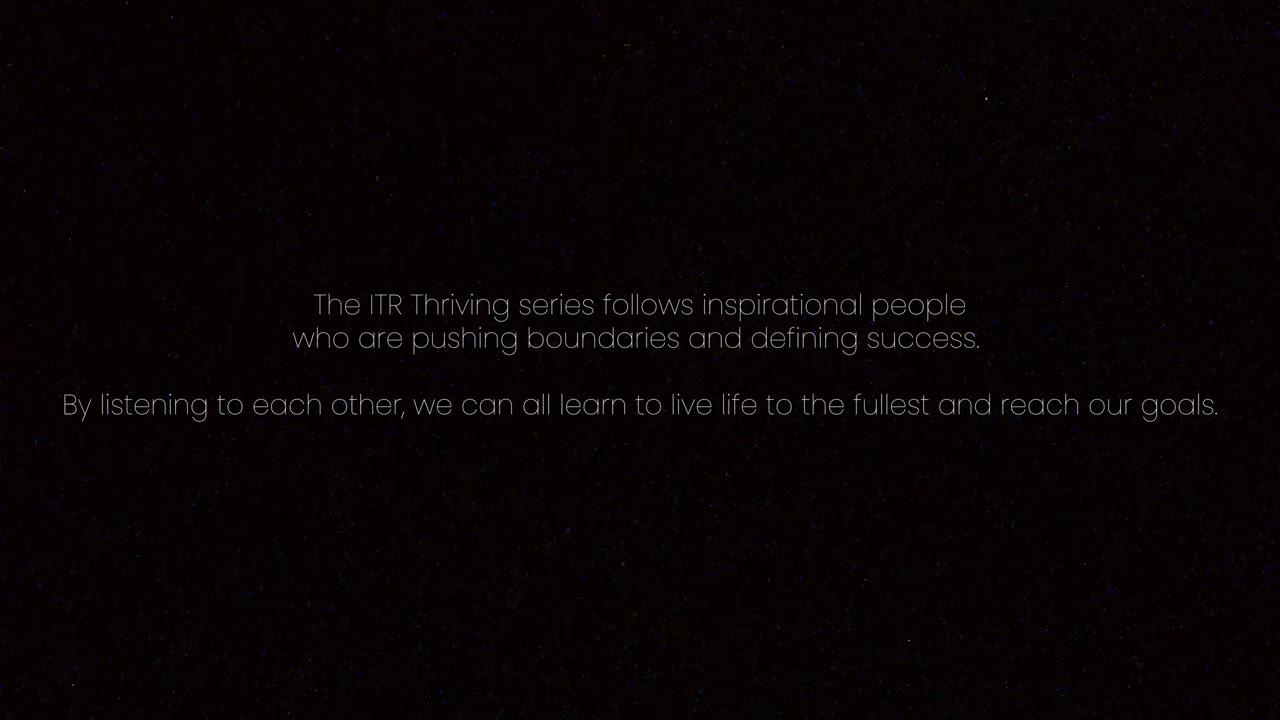 The ITR Thriving series follows inspirational people
who are pushing boundaries and defining success.
By listening to each other, we can all learn to live life to the fullest and reach our goals.